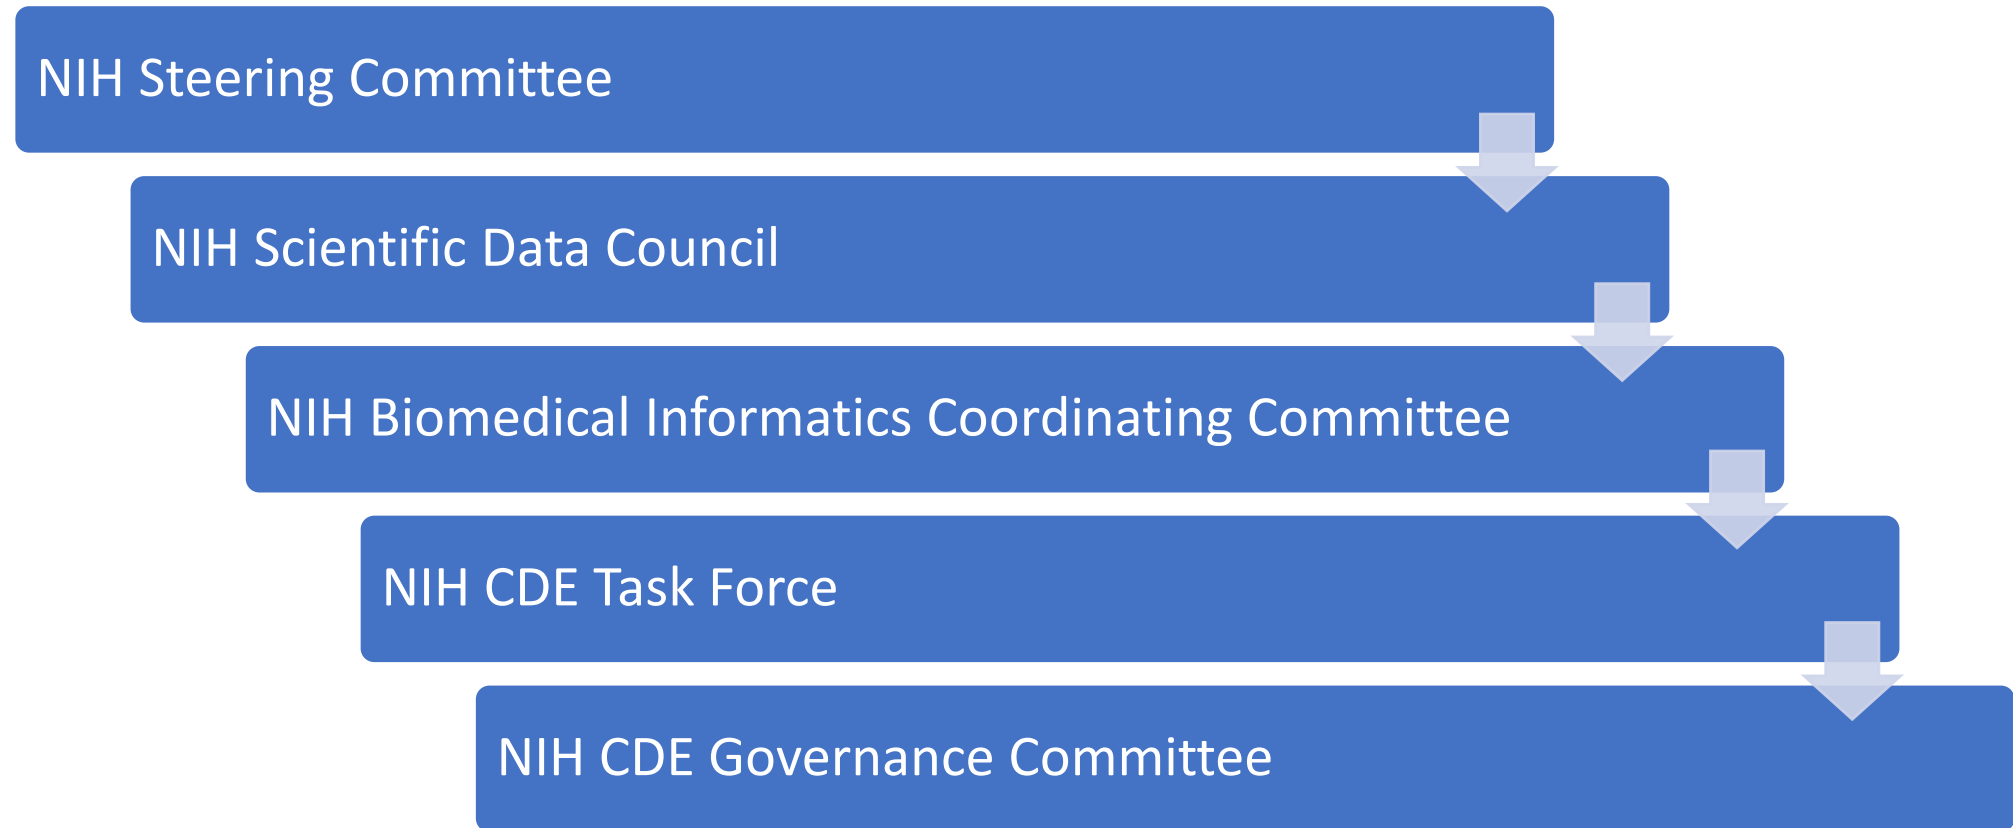 NIH Steering Committee
NIH Scientific Data Council
NIH Biomedical Informatics Coordinating Committee
NIH CDE Task Force
NIH CDE Governance Committee